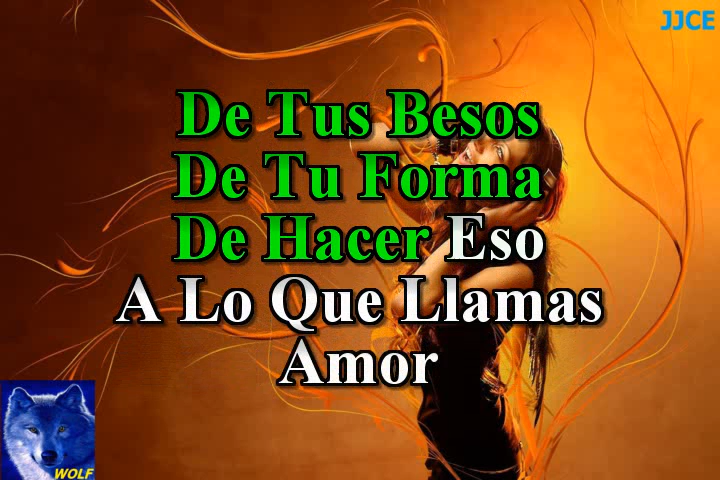 JJCE
De Tus Besos
De Tu Forma
De Hacer Eso
A Lo Que Llamas
Amor
WOLF